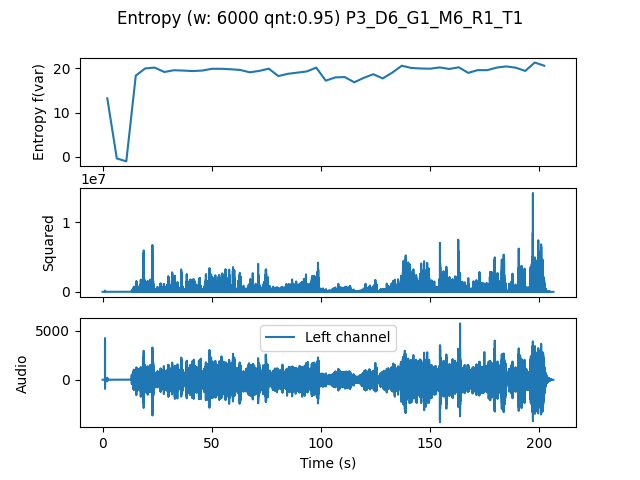 Entropy (w: 6000 qnt:0.95) P3_D6_G1_M6_R1_T1
20
10
0
Entropy f(var)
1e7
1
0
Squared
5000
0
Audio
Left channel
0 50 100 150 200
Time (s)